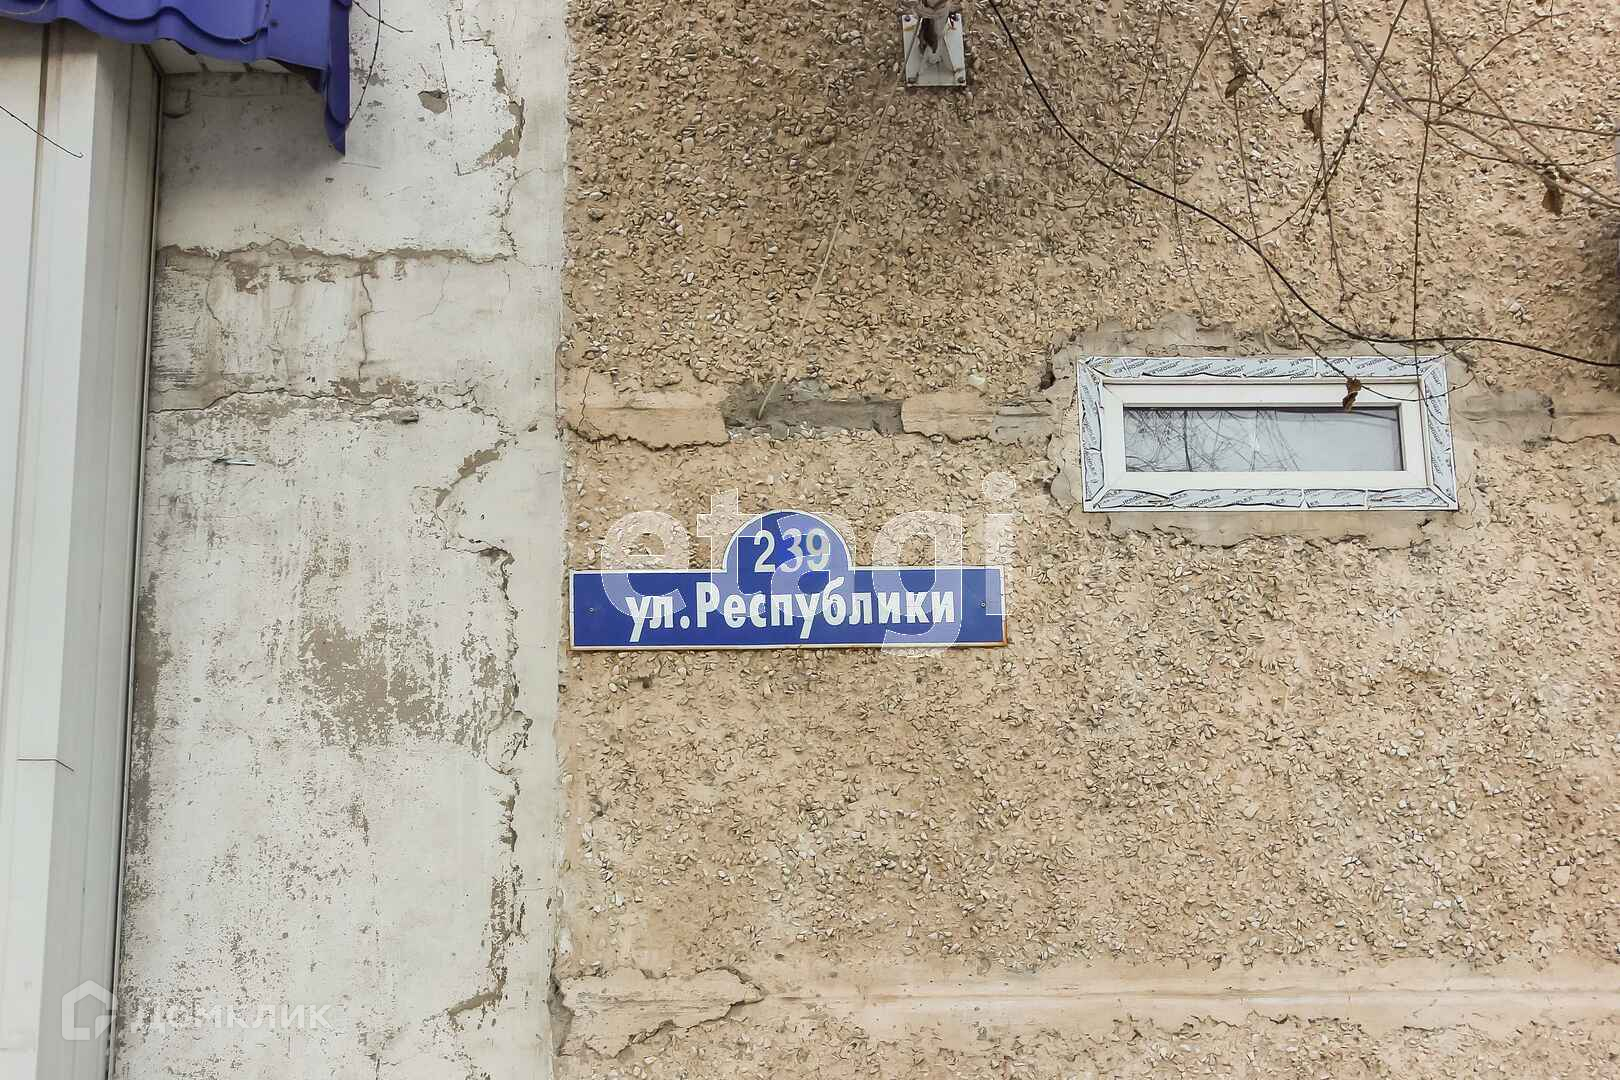 239
ул. Республики
etagi
домклик